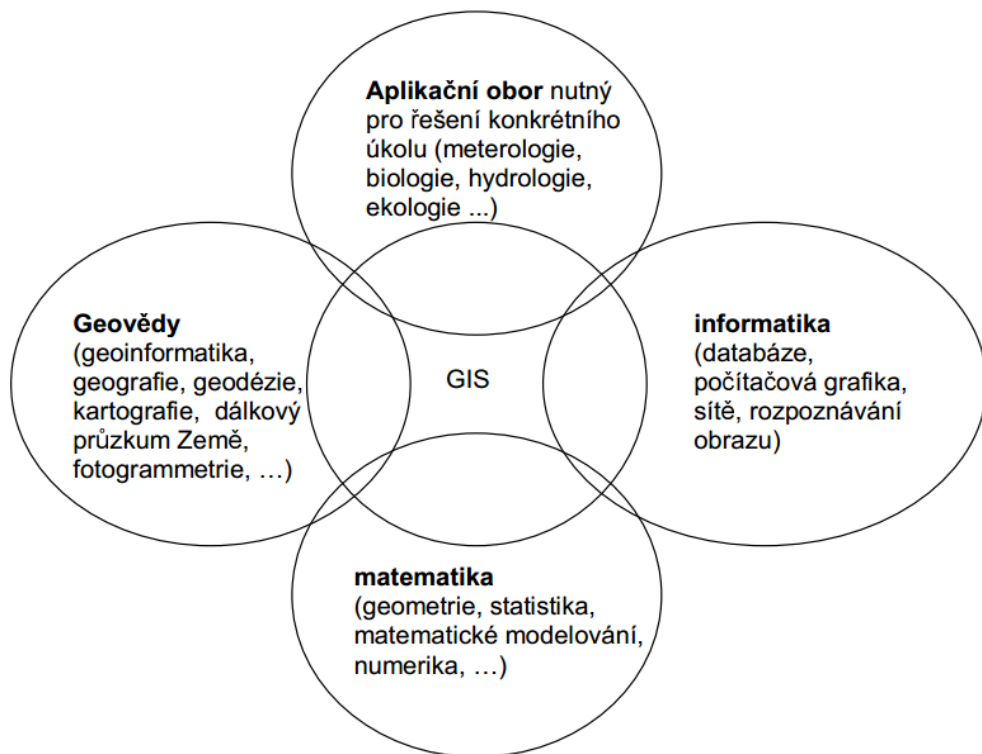 Aplikační obor nutný
pro řešení konkrétního
úkolu (meterologie,
biologie, hydrologie,
ekologie ...)
Geovědy
(geoinformatika,
geografie, geodézie,
kartografie, dálkový
průzkum Země,
fotogrammetrie, …)
GIS
informatika
(databáze,
počítačová grafika,
sítě, rozpoznávání
obrazu)
matematika
(geometrie, statistika,
matematické modelování,
numerika, …)